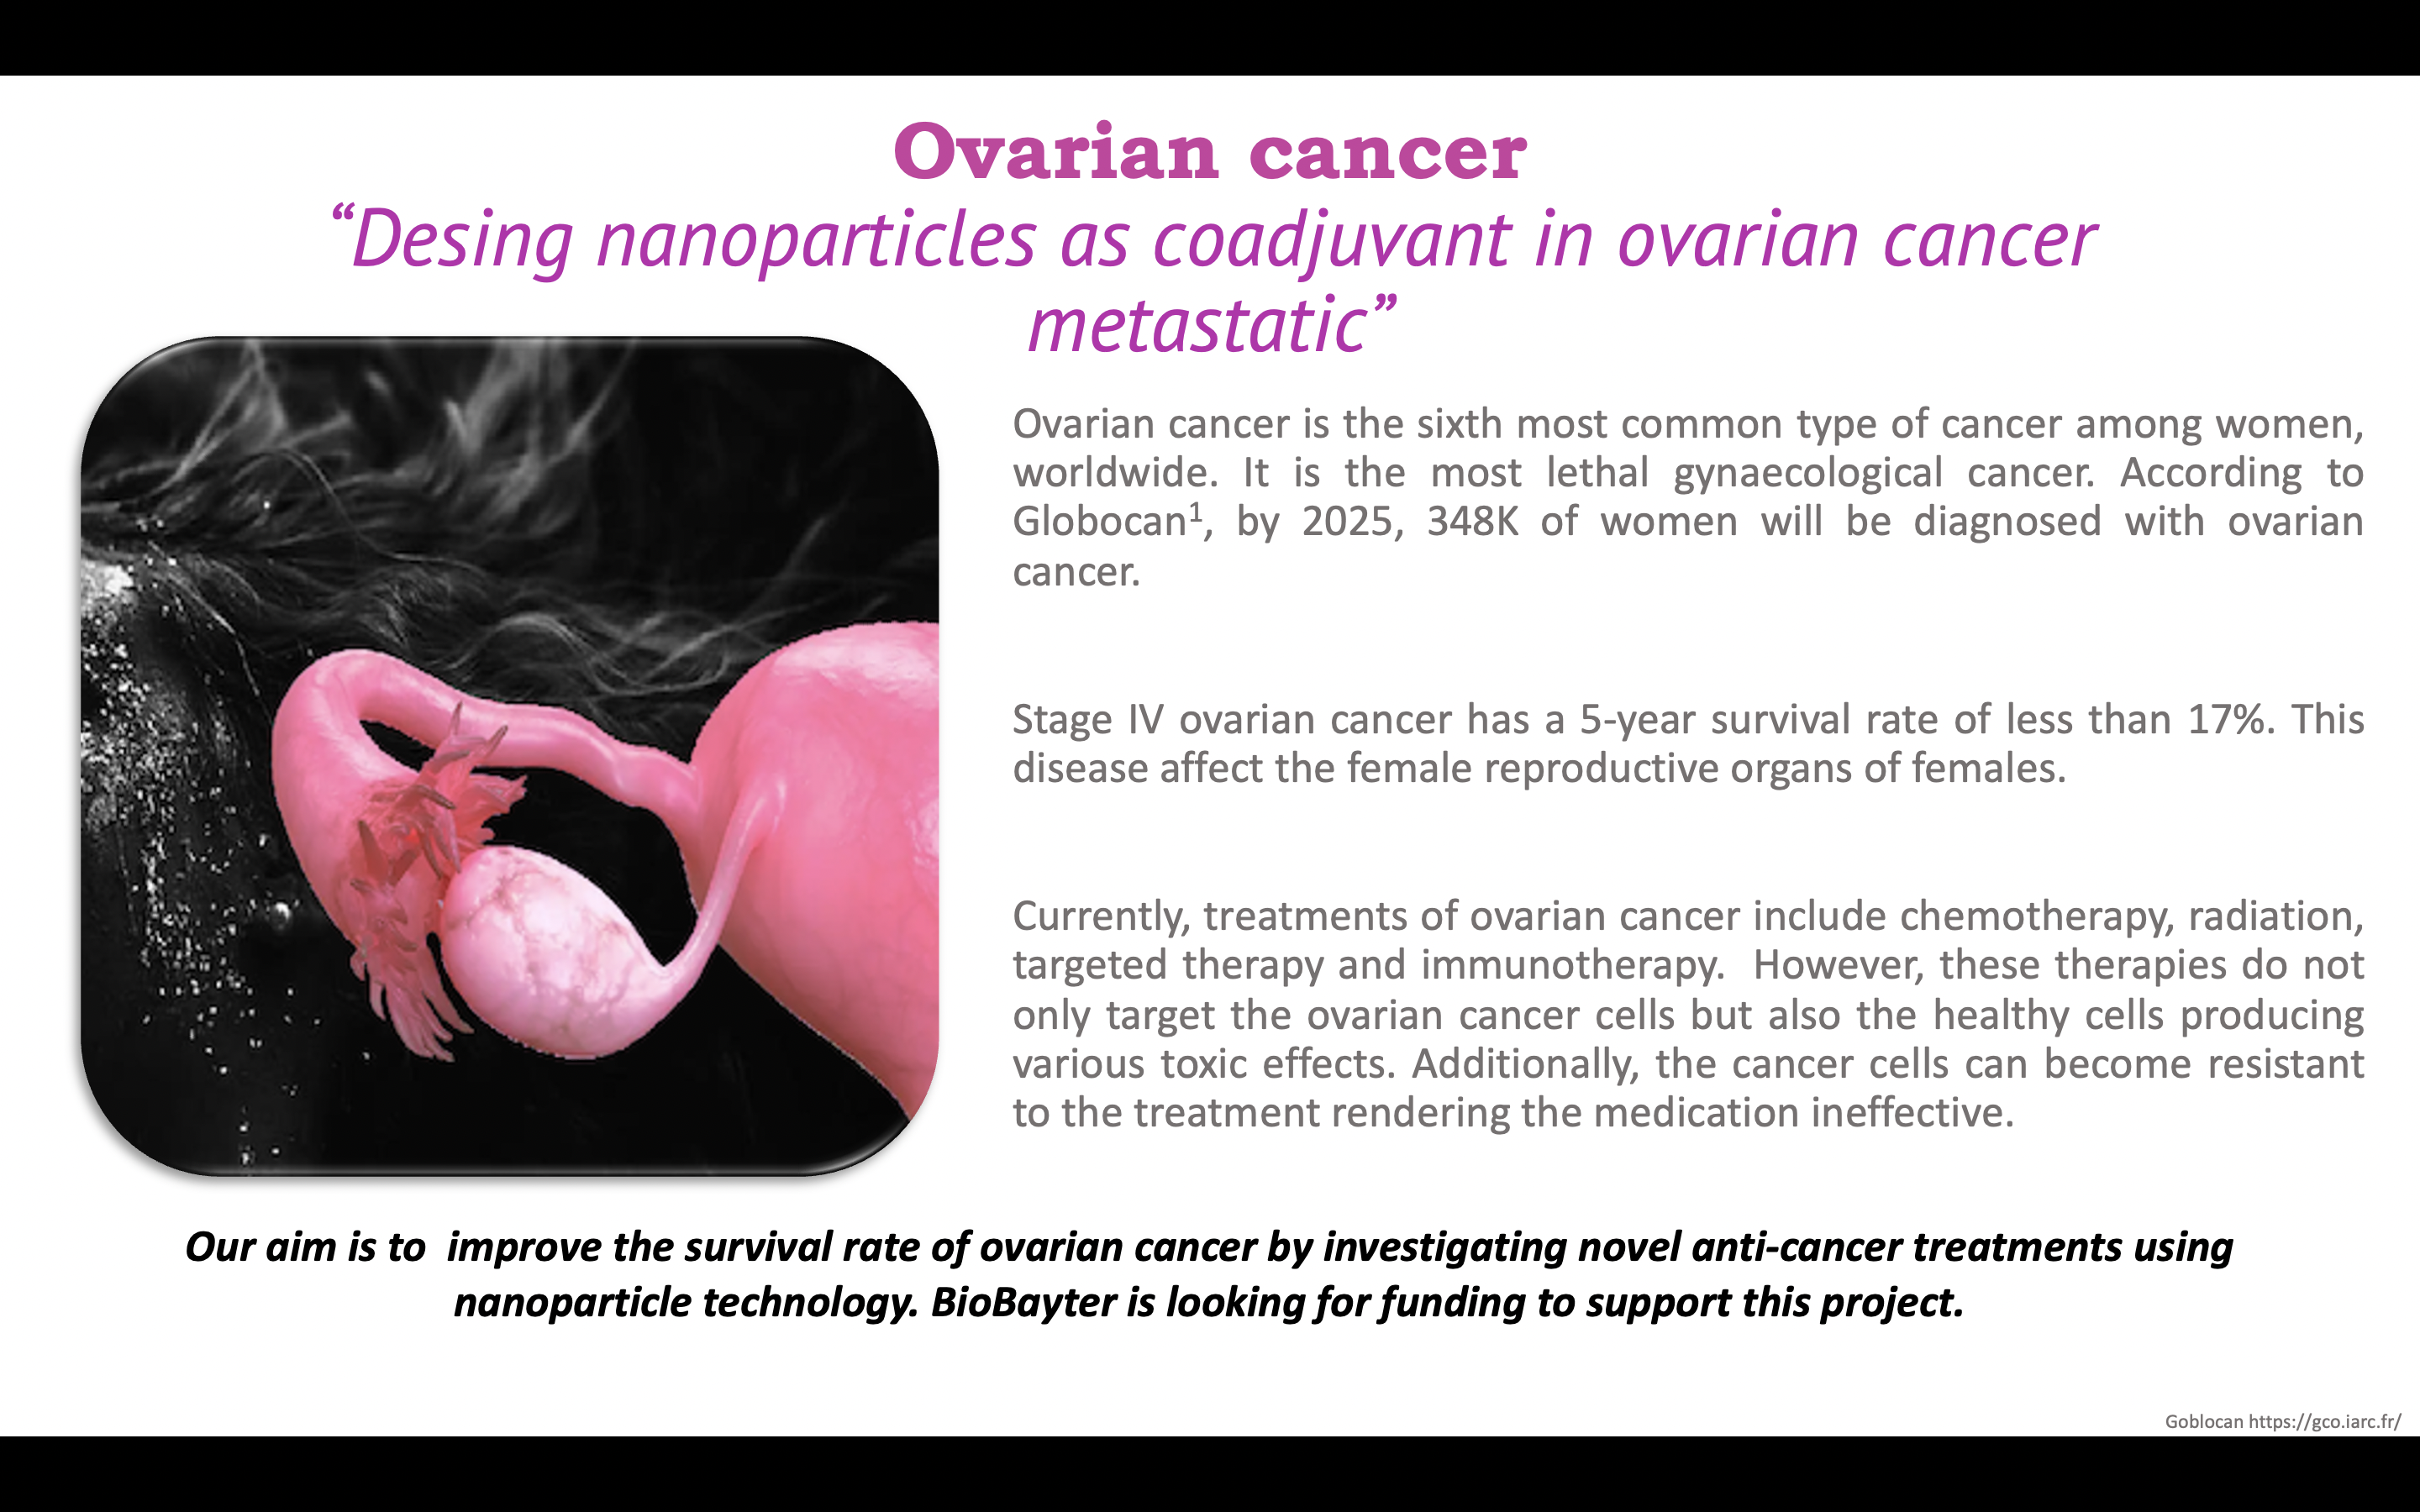 Ovarian cancer
“Desing nanoparticles as coadjuvant in ovarian cancer
metastatic”
Ovarian cancer is the sixth most common type of cancer among women,
worldwide. It is the most lethal gynaecological cancer. According to
Globocan¹, by 2025, 348K of women will be diagnosed with ovarian
cancer.
Stage IV ovarian cancer has a 5-year survival rate of less than 17%. This
disease affect the female reproductive organs of females.
Currently, treatments of ovarian cancer include chemotherapy, radiation,
targeted therapy and immunotherapy.  However, these therapies do not
only target the ovarian cancer cells but also the healthy cells producing
various toxic effects. Additionally, the cancer cells can become resistant
to the treatment rendering the medication ineffective.
Our aim is to  improve the survival rate of ovarian cancer by investigating novel anti-cancer treatments using
nanoparticle technology. BioBayter is looking for funding to support this project.
Goblocan https://gco.iarc.fr/